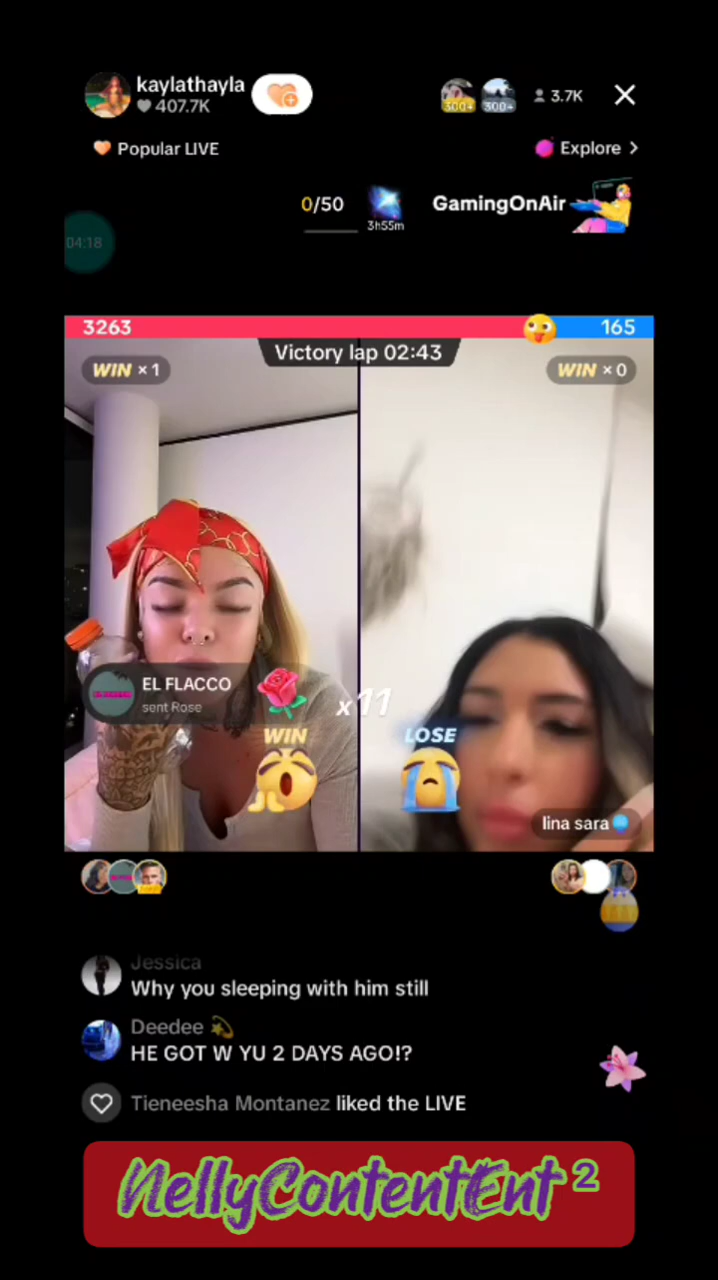 kaylathayla
407.7K
300+
300+
3.7K
Popular LIVE
Explore
0/50
3h55m
GamingOnAir
04:18
3263
165
Victory lap 02:43
WIN × 1
WIN × 0
EL FLACCO
sent Rose
x11
WIN
LOSE
lina sara
Jessica
Why you sleeping with him still
Deedee
HE GOT W YU 2 DAYS AGO!?
Tieneesha Montanez liked the LIVE
NellyContentEnt 2